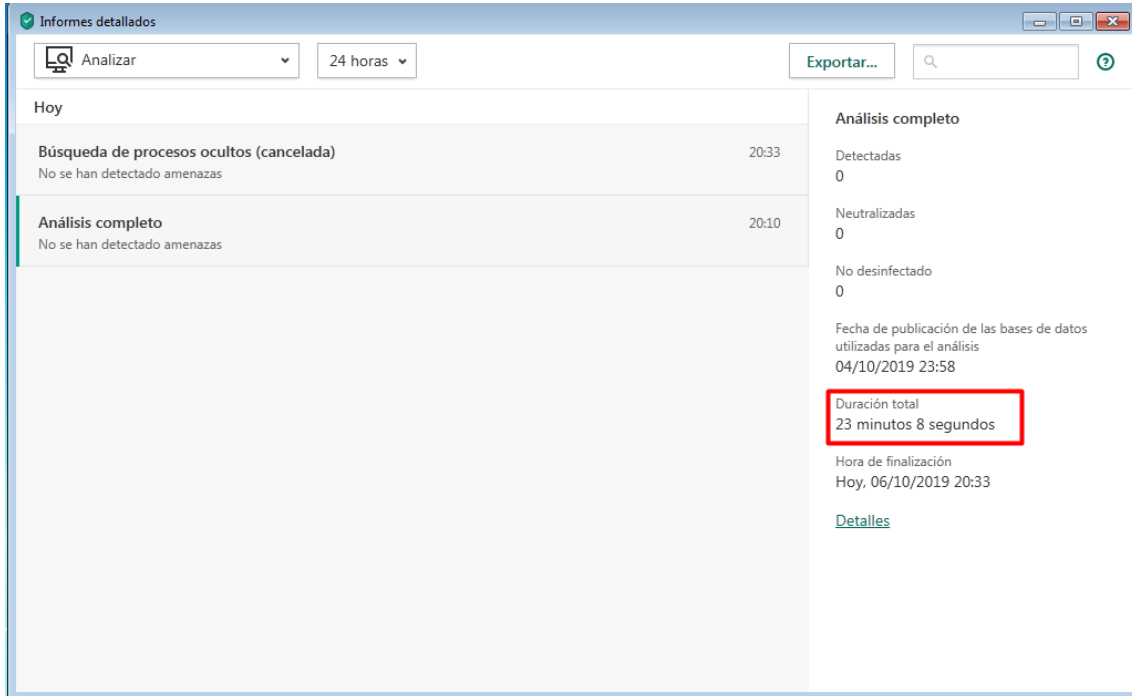 Informes detallados
Analizar
24 horas
Exportar...
Hoy
Búsqueda de procesos ocultos (cancelada)
20:33
No se han detectado amenazas
Análisis completo
20:10
No se han detectado amenazas
Análisis completo
Detectadas
0
Neutralizadas
0
No desinfectado
0
Fecha de publicación de las bases de datos
utilizadas para el análisis
04/10/2019 23:58
Duración total
23 minutos 8 segundos
Hora de finalización
Hoy, 06/10/2019 20:33
Detalles